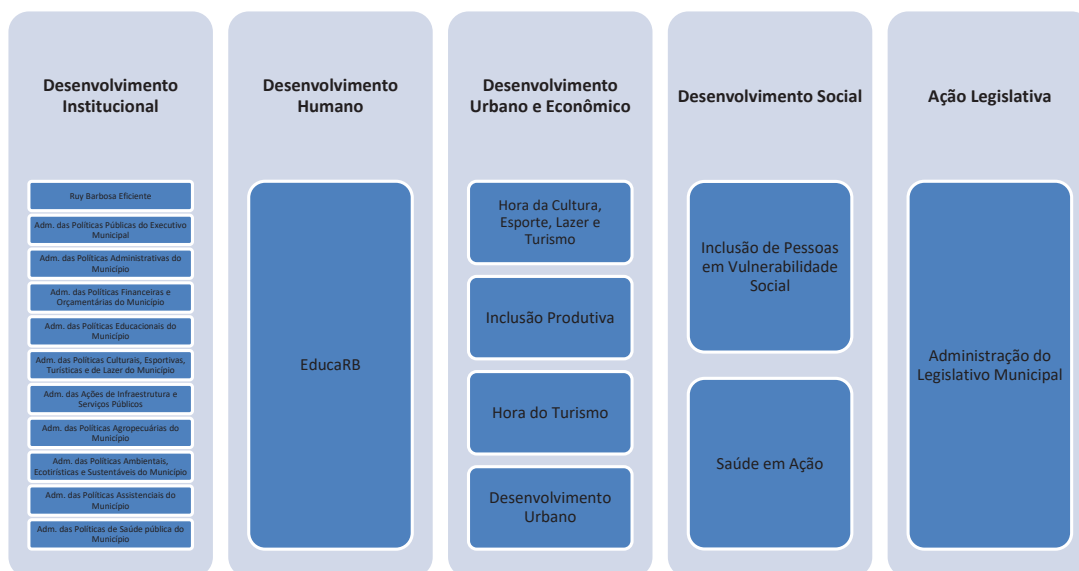 Desenvolvimento
Institucional
Ruy Barbosa Eficiente
Adm. das Políticas Públicas do Executivo
Municipal
Adm. das Políticas Administrativas do
Município
Adm. das Políticas Financeiras e
Orçamentárias do Município
Adm. das Políticas Educacionais do
Município
Adm. das Políticas Culturais, Esportivas,
Turísticas e de Lazer do Município
Adm. das Ações de Infraestrutura e
Serviços Públicos
Adm. das Políticas Agropecuárias do
Município
Adm. das Políticas Ambientais,
Ecotirísticas e Sustentáveis do Município
Adm. das Políticas Assistenciais do
Município
Adm. das Políticas de Saúde pública do
Município
Desenvolvimento
Humano
EducaRB
Desenvolvimento
Urbano e Econômico
Hora da Cultura,
Esporte, Lazer e
Turismo
Inclusão Produtiva
Hora do Turismo
Desenvolvimento
Urbano
Desenvolvimento Social
Inclusão de Pessoas
em Vulnerabilidade
Social
Saúde em Ação
Ação Legislativa
Administração do
Legislativo Municipal